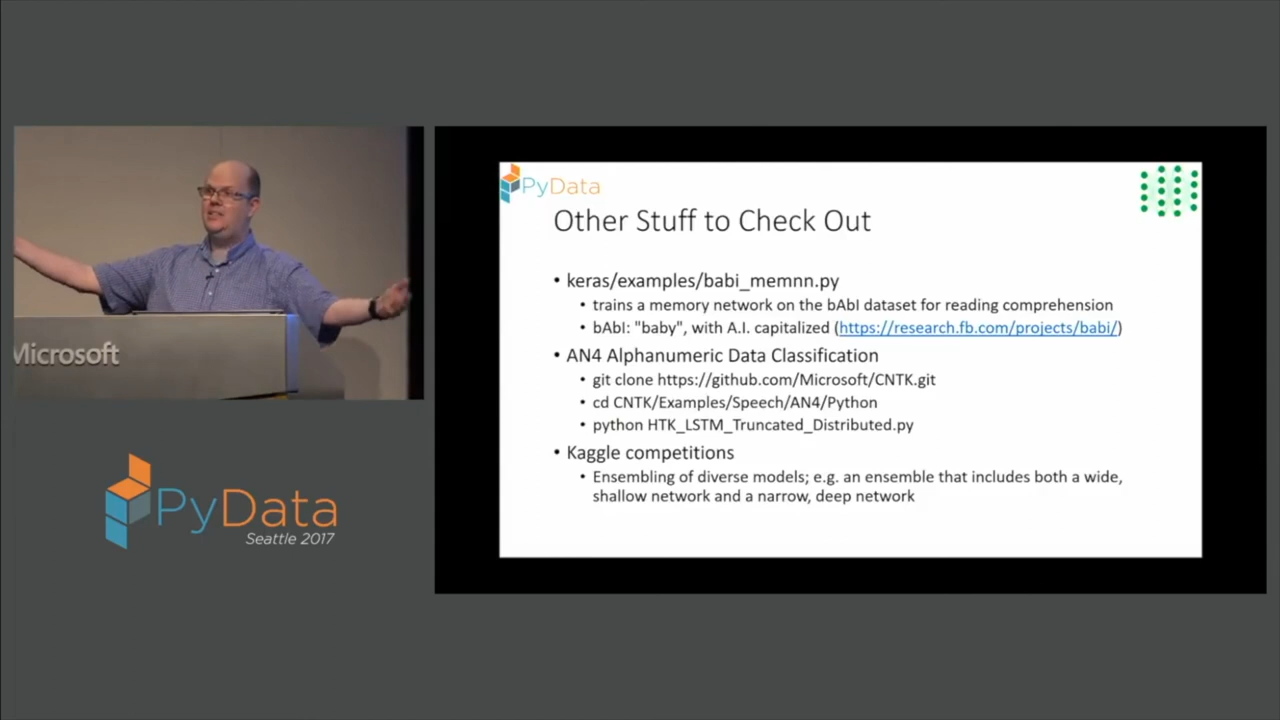 Microsoft
PyData
Seattle 2017
PyData
Other Stuff to Check Out
• keras/examples/babi_memnn.py
• trains a memory network on the bAbI dataset for reading comprehension
• bAbI: "baby", with A.I. capitalized (https://research.fb.com/projects/babi/)
• AN4 Alphanumeric Data Classification
• git clone https://github.com/Microsoft/CNTK.git
• cd CNTK/Examples/Speech/AN4/Python
• python HTK_LSTM_Truncated_Distributed.py
• Kaggle competitions
• Ensembling of diverse models; e.g. an ensemble that includes both a wide,
shallow network and a narrow, deep network